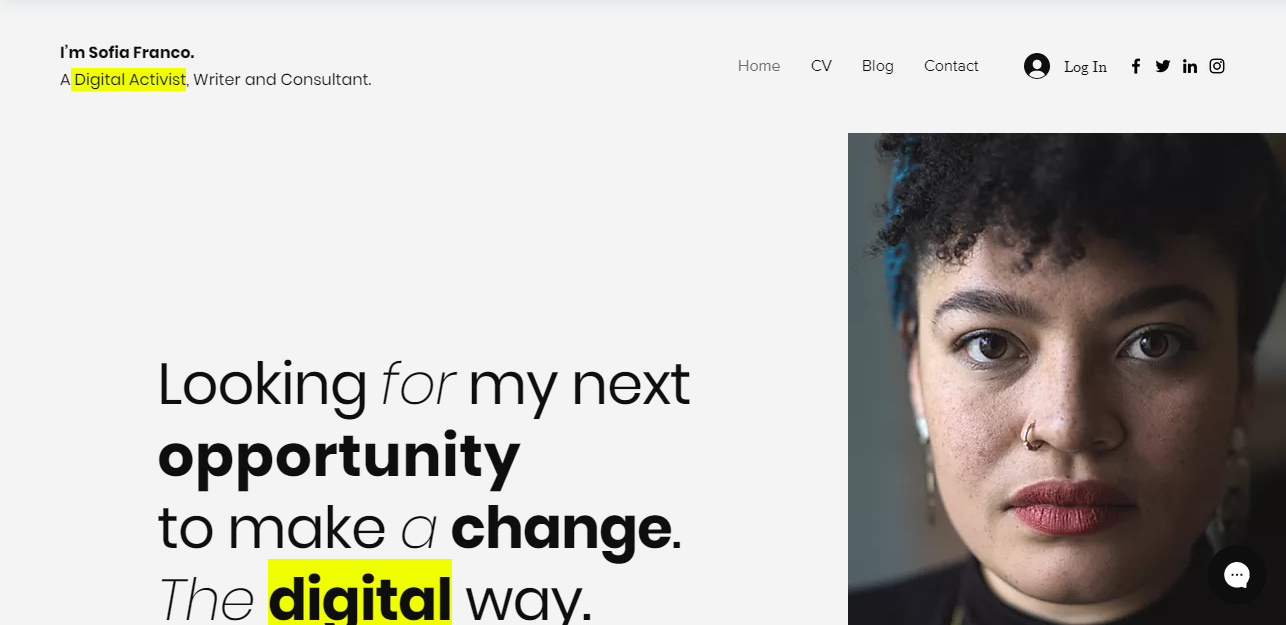 I'm Sofia Franco.
A Digital Activist, Writer and Consultant.
Home CV Blog Contact Log In
Looking for my next
opportunity
to make a change.
The digital way.